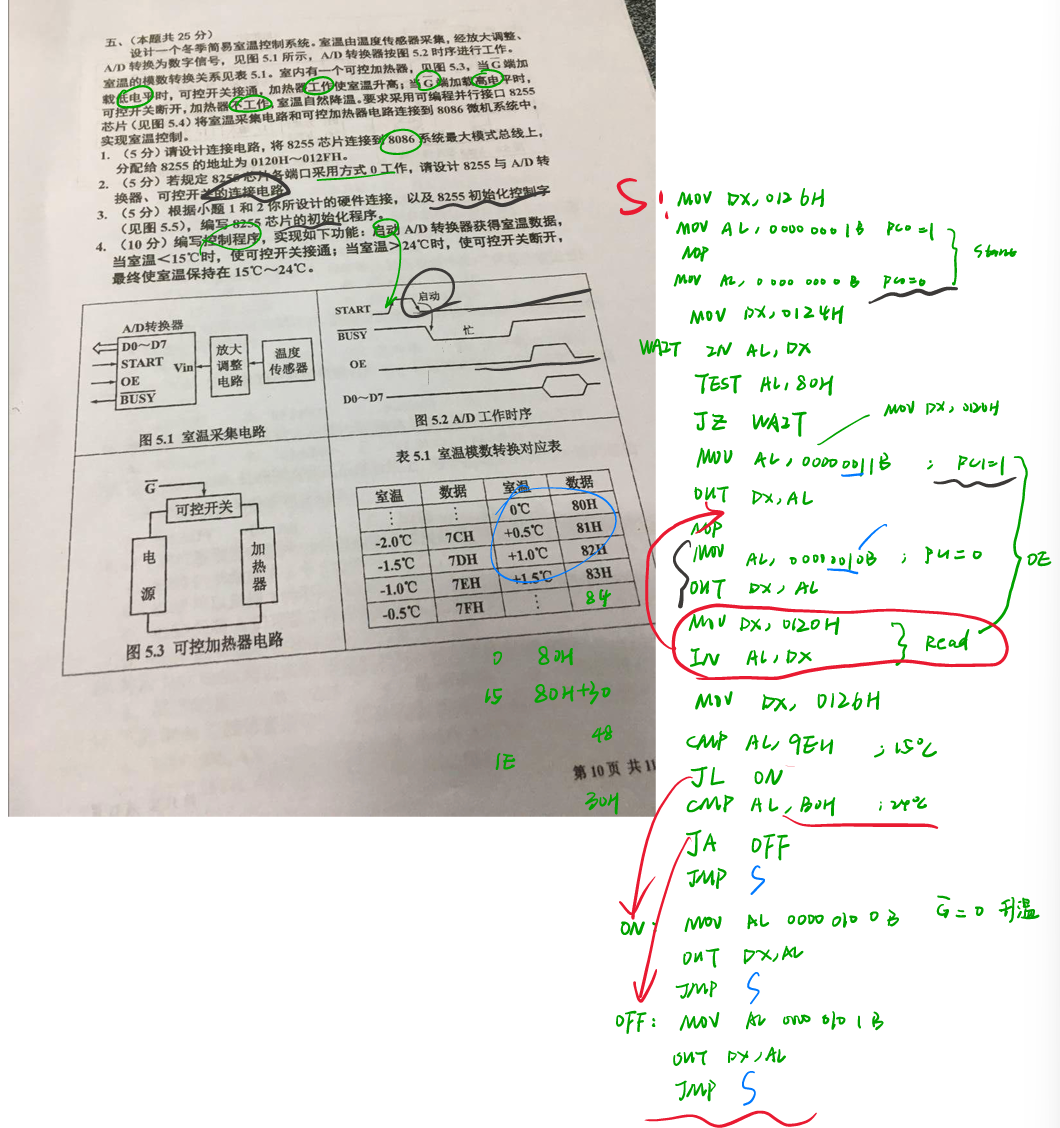 五、(本题共 25 分)
设计一个冬季简易室温控制系统。室温由温度传感器采集,经放大调整、
A/D 转换为数字信号,见图 5.1 所示,A/D 转换器按图 5.2 时序进行工作。
室温的模数转换关系见表 5.1。室内有一个可控加热器,见图 5.3,当G端加
载低电平时,可控开关接通,加热器工作使室温升高;当G端加载高电平时,
可控开关断开,加热器不工作,室温自然降温。要求采用可编程并行接口 8255
芯片(见图 5.4)将室温采集电路和可控加热器电路连接到 8086 微机系统中,
实现室温控制。
1. (5 分)请设计连接电路,将 8255 芯片连接到 8086 系统最大模式总线上,
分配给 8255 的地址为 0120H~012FH。
2. (5 分)若规定 8255 芯片各端口采用方式 0 工作,请设计 8255 与 A/D 转
换器、可控开关的连接电路
3. (5 分)根据小题 1 和 2 你所设计的硬件连接,以及 8255 初始化控制字
(见图 5.5),编写 8255 芯片的初始化程序。
4. (10 分)编写控制程序,实现如下功能:启动 A/D 转换器获得室温数据,
当室温<15℃时,使可控开关接通;当室温>24℃时,使可控开关断开,
最终使室温保持在 15℃~24℃。
A/D转换器
D0~D7
START
OE
BUSY
Vin
放大
调整
电路
温度
传感器
图 5.1 室温采集电路
START
启动
BUSY
忙
OE
D0~D7
图 5.2 A/D 工作时序
G
可控开关
电
源
加
热
器
图 5.3 可控加热器电路
表 5.1 室温模数转换对应表
室温 数据 室温 数据
⋮ ⋮ 0℃ 80H
-2.0℃ 7CH +0.5℃ 81H
-1.5℃ 7DH +1.0℃ 82H
-1.0℃ 7EH +1.5℃ 83H
-0.5℃ 7FH ⋮ 84
0 80H
15 80H+30
48
1E
30H
第 10 页 共 11
S:
MOV DX, 0126H
MOV AL, 0000 000 1B PC0=1
NOP
MOV AL, 0000 000 0 B PC0=0
MOV DX, 0124H
WAIT IN AL, DX
TEST AL, 80H
JZ WAIT
MOV DX, 0126H
MOV AL, 0000 0011B ; PC1=1
OUT DX, AL
NOP
MOV AL, 0000 0010B ; PC1=0
OUT DX, AL
OE
MOV DX, 0120H
IN AL, DX
Read
MOV DX, 0126H
CMP AL, 9EH ; 15℃
JL ON
CMP AL, B0H ; 24℃
JA OFF
JMP S
ON: MOV AL 0000 010 0 B G=0 升温
OUT DX, AL
JMP S
OFF: MOV AL 0000 010 1 B
OUT DX, AL
JMP S